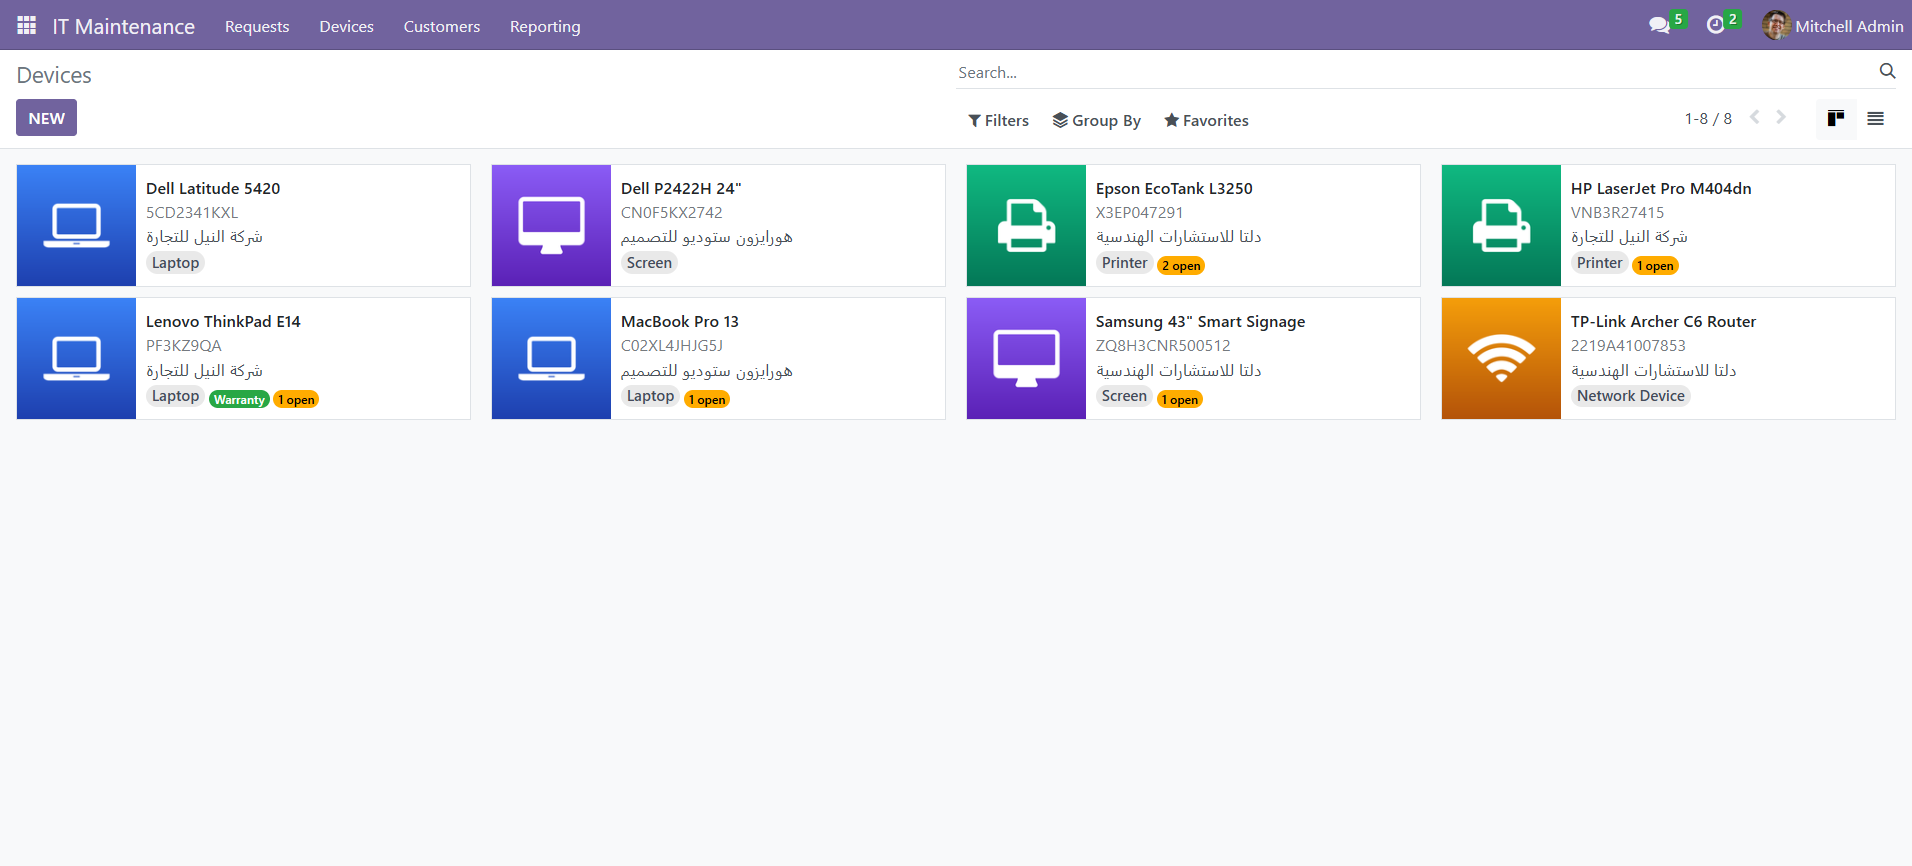 IT Maintenance Requests Devices Customers Reporting 5 2 Mitchell Admin
Devices
Search...
NEW
Filters Group By Favorites 1-8 / 8
Dell Latitude 5420
5CD2341KXL
شركة النيل للتجارة
Laptop
Dell P2422H 24"
CN0F5KX2742
هورايزون ستوديو للتصميم
Screen
Epson EcoTank L3250
X3EP047291
دلتا للاستشارات الهندسية
Printer 2 open
HP LaserJet Pro M404dn
VNB3R27415
شركة النيل للتجارة
Printer 1 open
Lenovo ThinkPad E14
PF3KZ9QA
شركة النيل للتجارة
Laptop Warranty 1 open
MacBook Pro 13
C02XL4JHJG5J
هورايزون ستوديو للتصميم
Laptop 1 open
Samsung 43" Smart Signage
ZQ8H3CNR500512
دلتا للاستشارات الهندسية
Screen 1 open
TP-Link Archer C6 Router
2219A41007853
دلتا للاستشارات الهندسية
Network Device